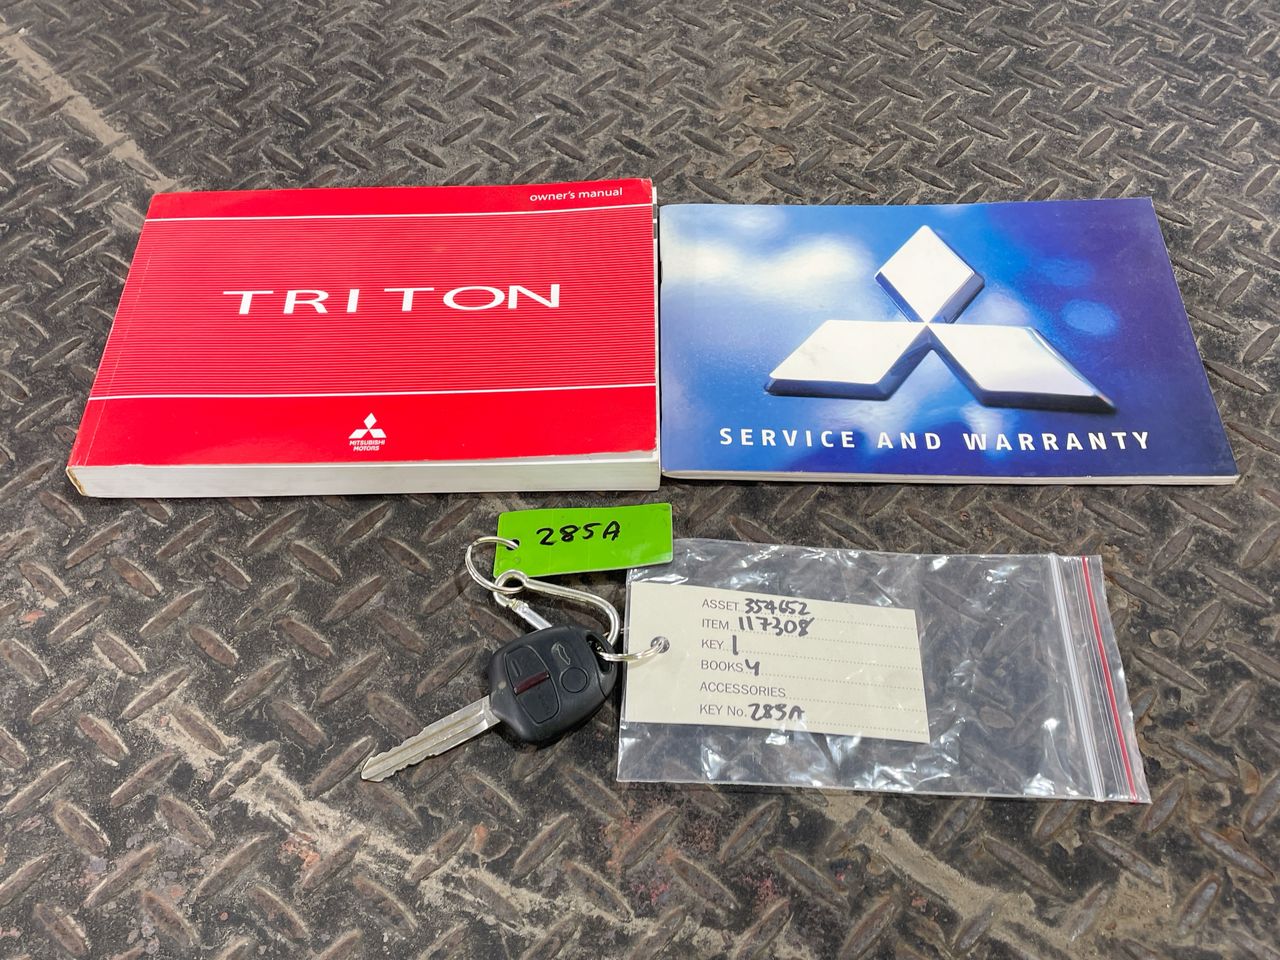 owner's manual
TRITON
MITSUBISHI
MOTORS
SERVICE AND WARRANTY
285A
ASSET 354652
ITEM 117308
KEY 1
BOOKS 4
ACCESSORIES
KEY No. 285A